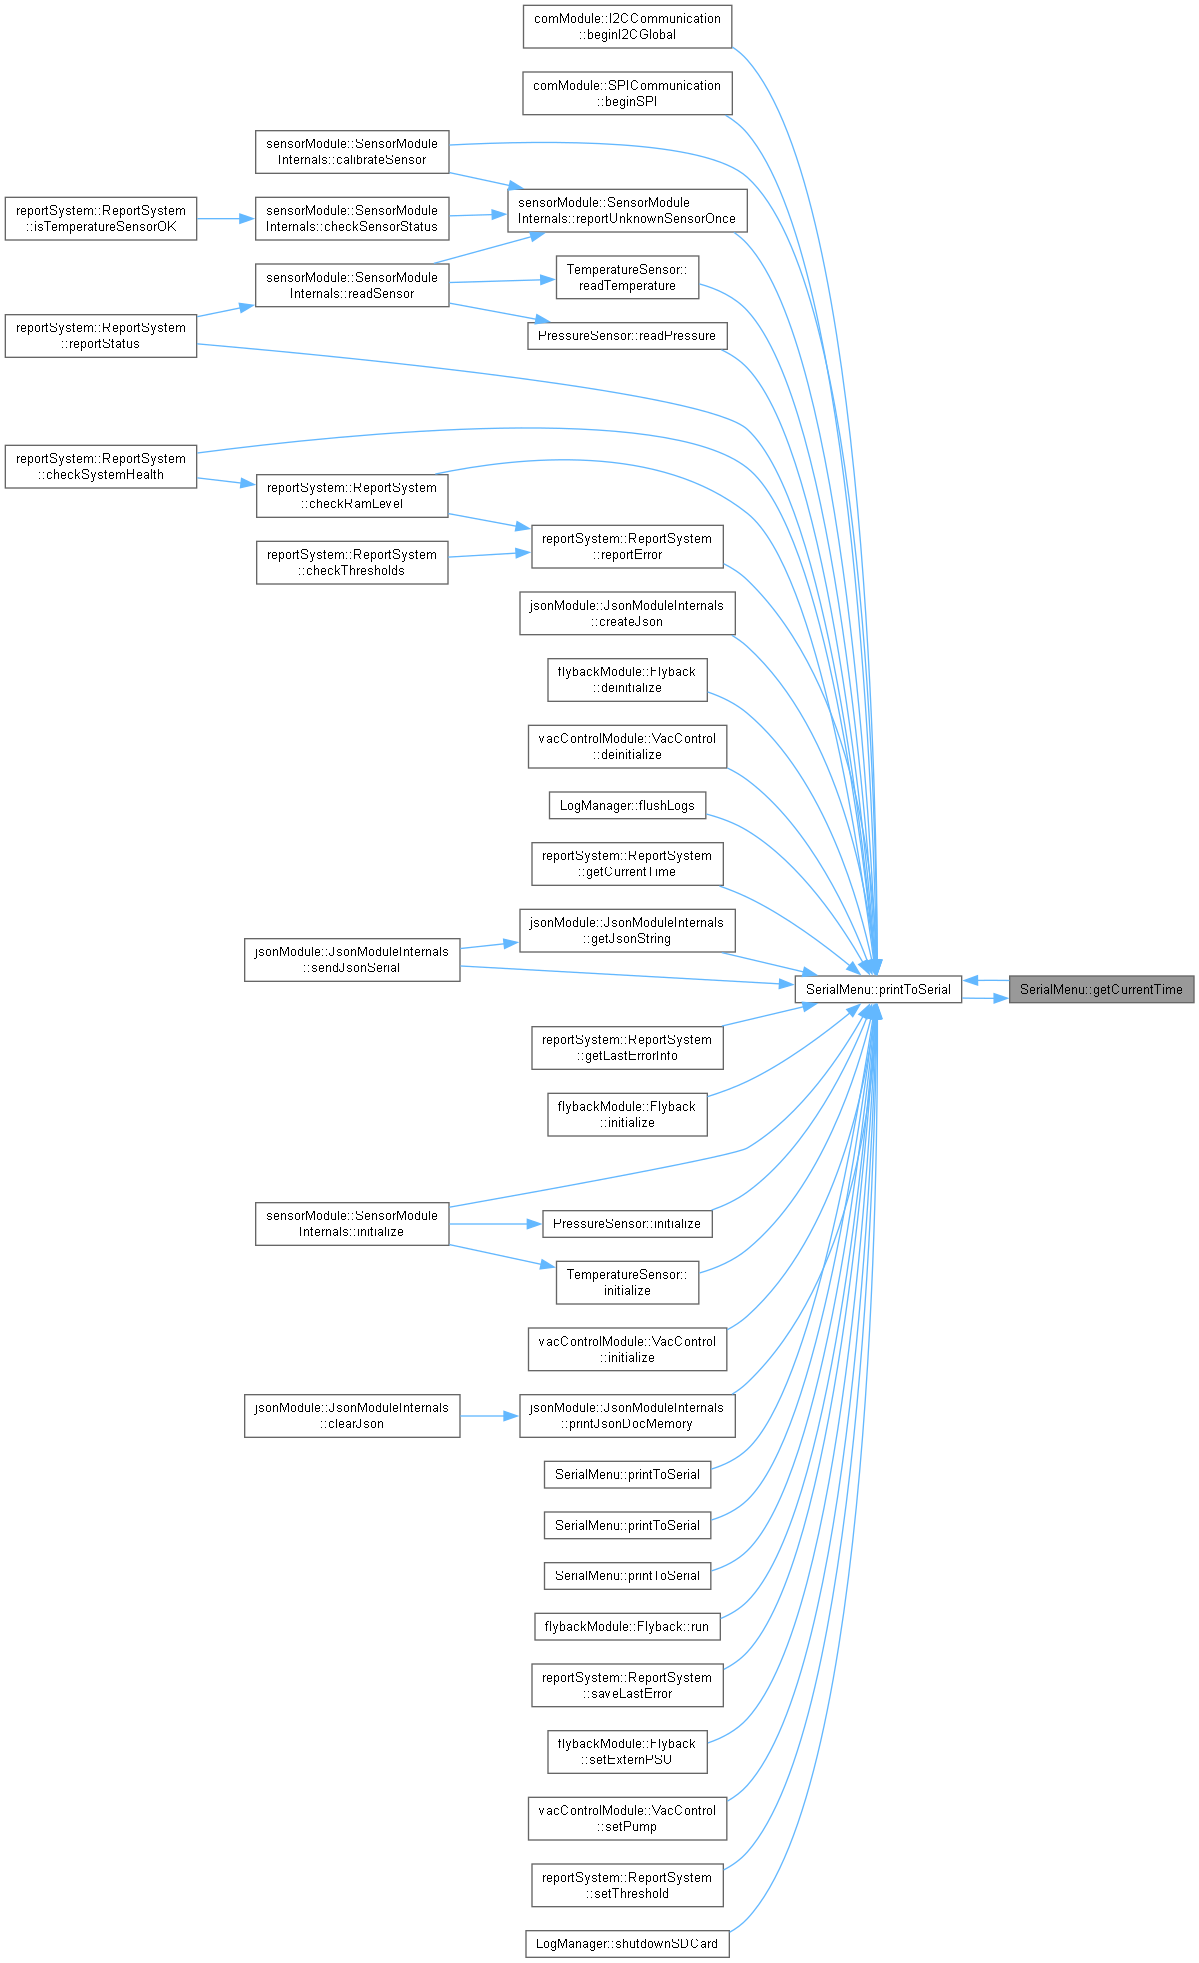 comModule::I2CCommunication
::beginI2CGlobal
comModule::SPICommunication
::beginSPI
sensorModule::SensorModule
Internals::calibrateSensor
sensorModule::SensorModule
Internals::reportUnknownSensorOnce
reportSystem::ReportSystem
::isTemperatureSensorOK
sensorModule::SensorModule
Internals::checkSensorStatus
sensorModule::SensorModule
Internals::readSensor
TemperatureSensor::
readTemperature
reportSystem::ReportSystem
::reportStatus
PressureSensor::readPressure
reportSystem::ReportSystem
::checkSystemHealth
reportSystem::ReportSystem
::checkRamLevel
reportSystem::ReportSystem
::reportError
reportSystem::ReportSystem
::checkThresholds
jsonModule::JsonModuleInternals
::createJson
flybackModule::Flyback
::deinitialize
vacControlModule::VacControl
::deinitialize
LogManager::flushLogs
reportSystem::ReportSystem
::getCurrentTime
jsonModule::JsonModuleInternals
::getJsonString
jsonModule::JsonModuleInternals
::sendJsonSerial
SerialMenu::printToSerial
SerialMenu::getCurrentTime
reportSystem::ReportSystem
::getLastErrorInfo
flybackModule::Flyback
::initialize
sensorModule::SensorModule
Internals::initialize
PressureSensor::initialize
TemperatureSensor::
initialize
vacControlModule::VacControl
::initialize
jsonModule::JsonModuleInternals
::clearJson
jsonModule::JsonModuleInternals
::printJsonDocMemory
SerialMenu::printToSerial
SerialMenu::printToSerial
SerialMenu::printToSerial
flybackModule::Flyback::run
reportSystem::ReportSystem
::saveLastError
flybackModule::Flyback
::setExternPSU
vacControlModule::VacControl
::setPump
reportSystem::ReportSystem
::setThreshold
LogManager::shutdownSDCard